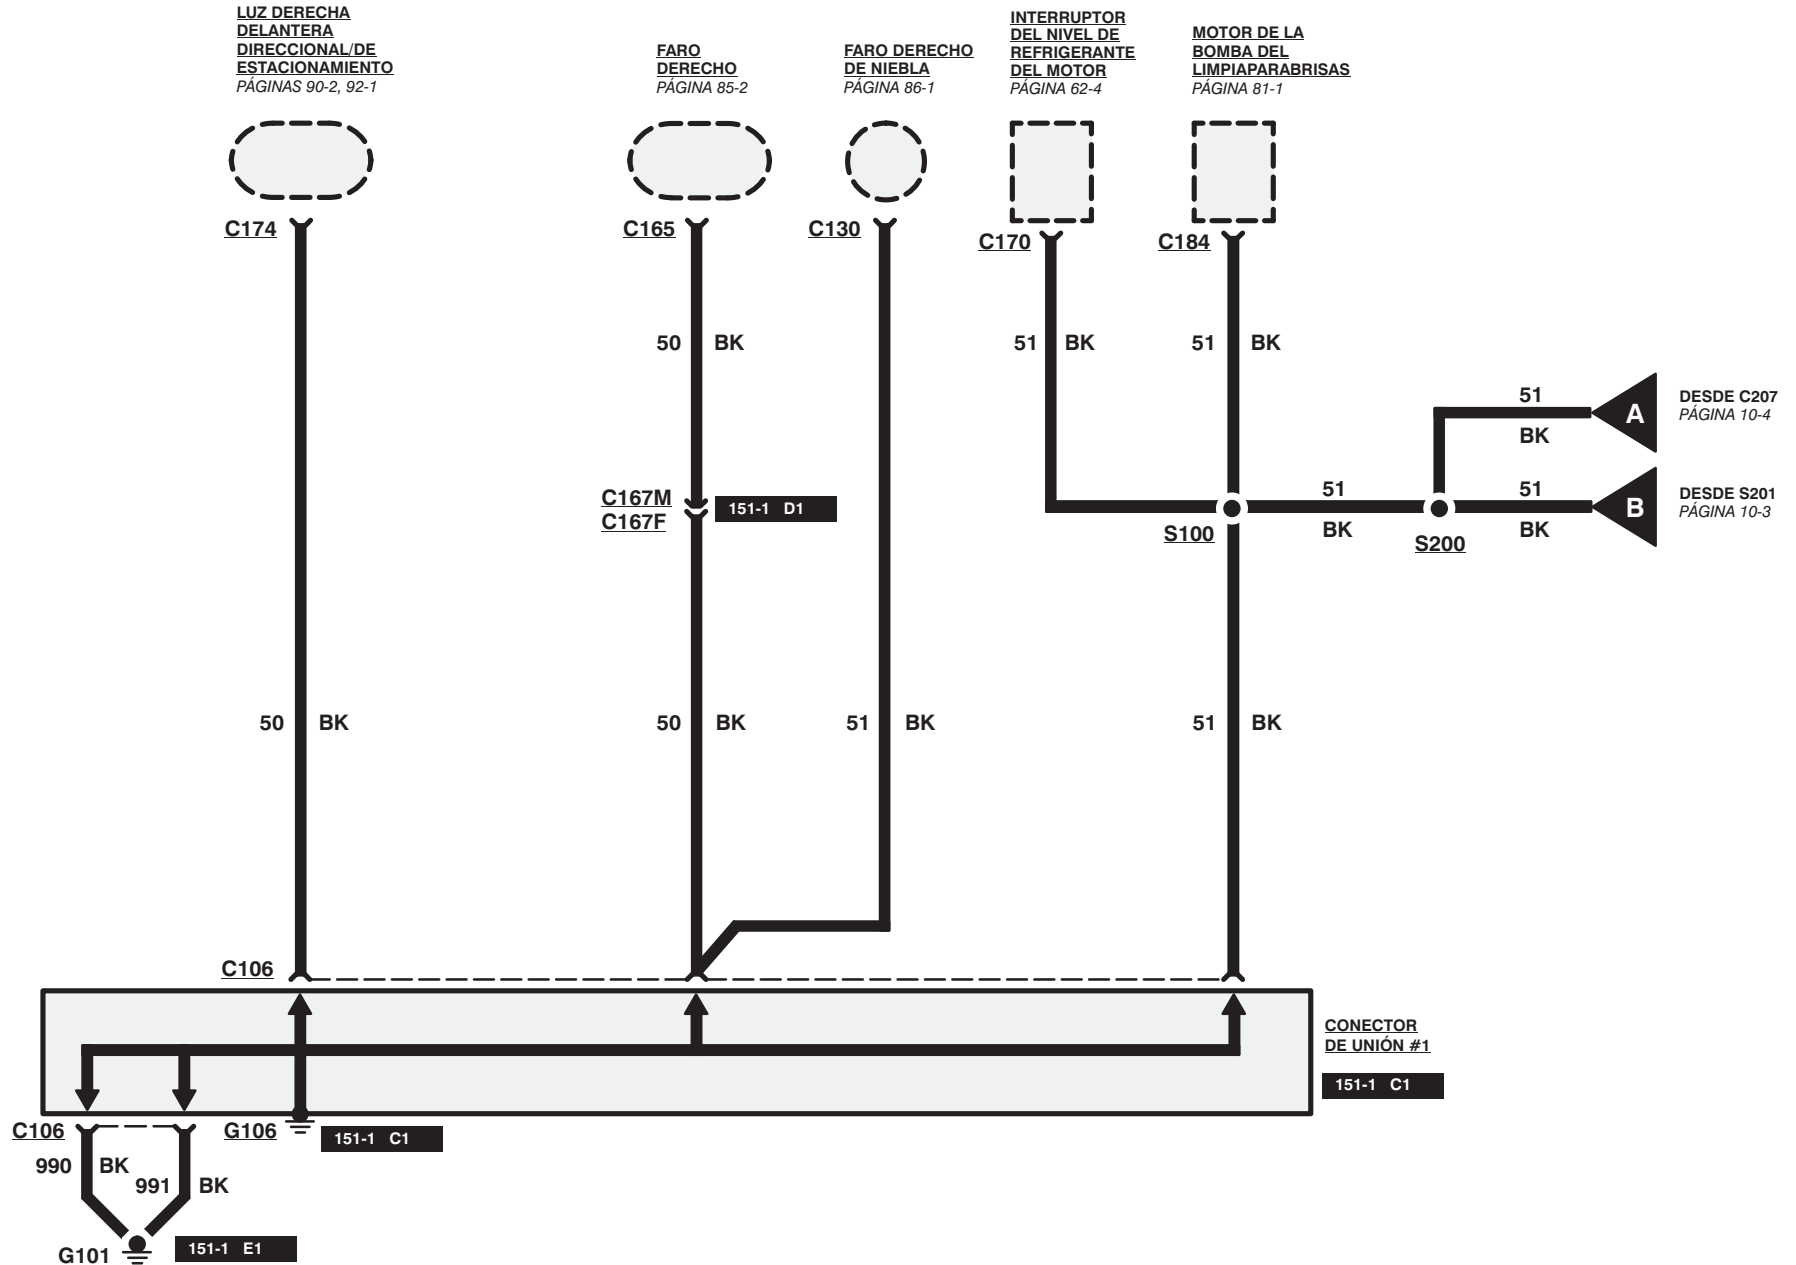 LUZ DERECHA
DELANTERA
DIRECCIONAL/DE
ESTACIONAMIENTO
PÁGINAS 90-2, 92-1
FARO
DERECHO
PÁGINA 85-2
FARO DERECHO
DE NIEBLA
PÁGINA 86-1
INTERRUPTOR
DEL NIVEL DE
REFRIGERANTE
DEL MOTOR
PÁGINA 62-4
MOTOR DE LA
BOMBA DEL
LIMPIAPARABRISAS
PÁGINA 81-1
C174
C165
C130
C170
C184
50 BK
51 BK
51 BK
51
BK
A
DESDE C207
PÁGINA 10-4
C167M
C167F
151-1 D1
S100
51
BK
S200
51
BK
B
DESDE S201
PÁGINA 10-3
50 BK
50 BK
51 BK
51 BK
C106
CONECTOR
DE UNIÓN #1
151-1 C1
C106
G106
151-1 C1
990 BK
991 BK
G101
151-1 E1